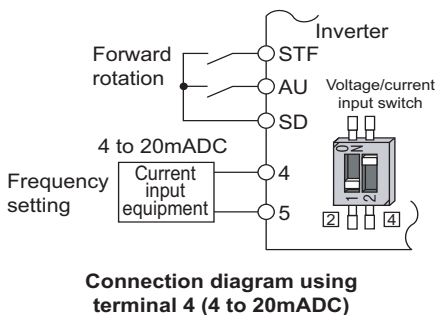 Inverter
Forward
rotation
STF
AU
SD
Voltage/current
input switch
4 to 20mADC
Frequency
setting
Current
input
equipment
4
5
ON
1 2
2 4
Connection diagram using
terminal 4 (4 to 20mADC)